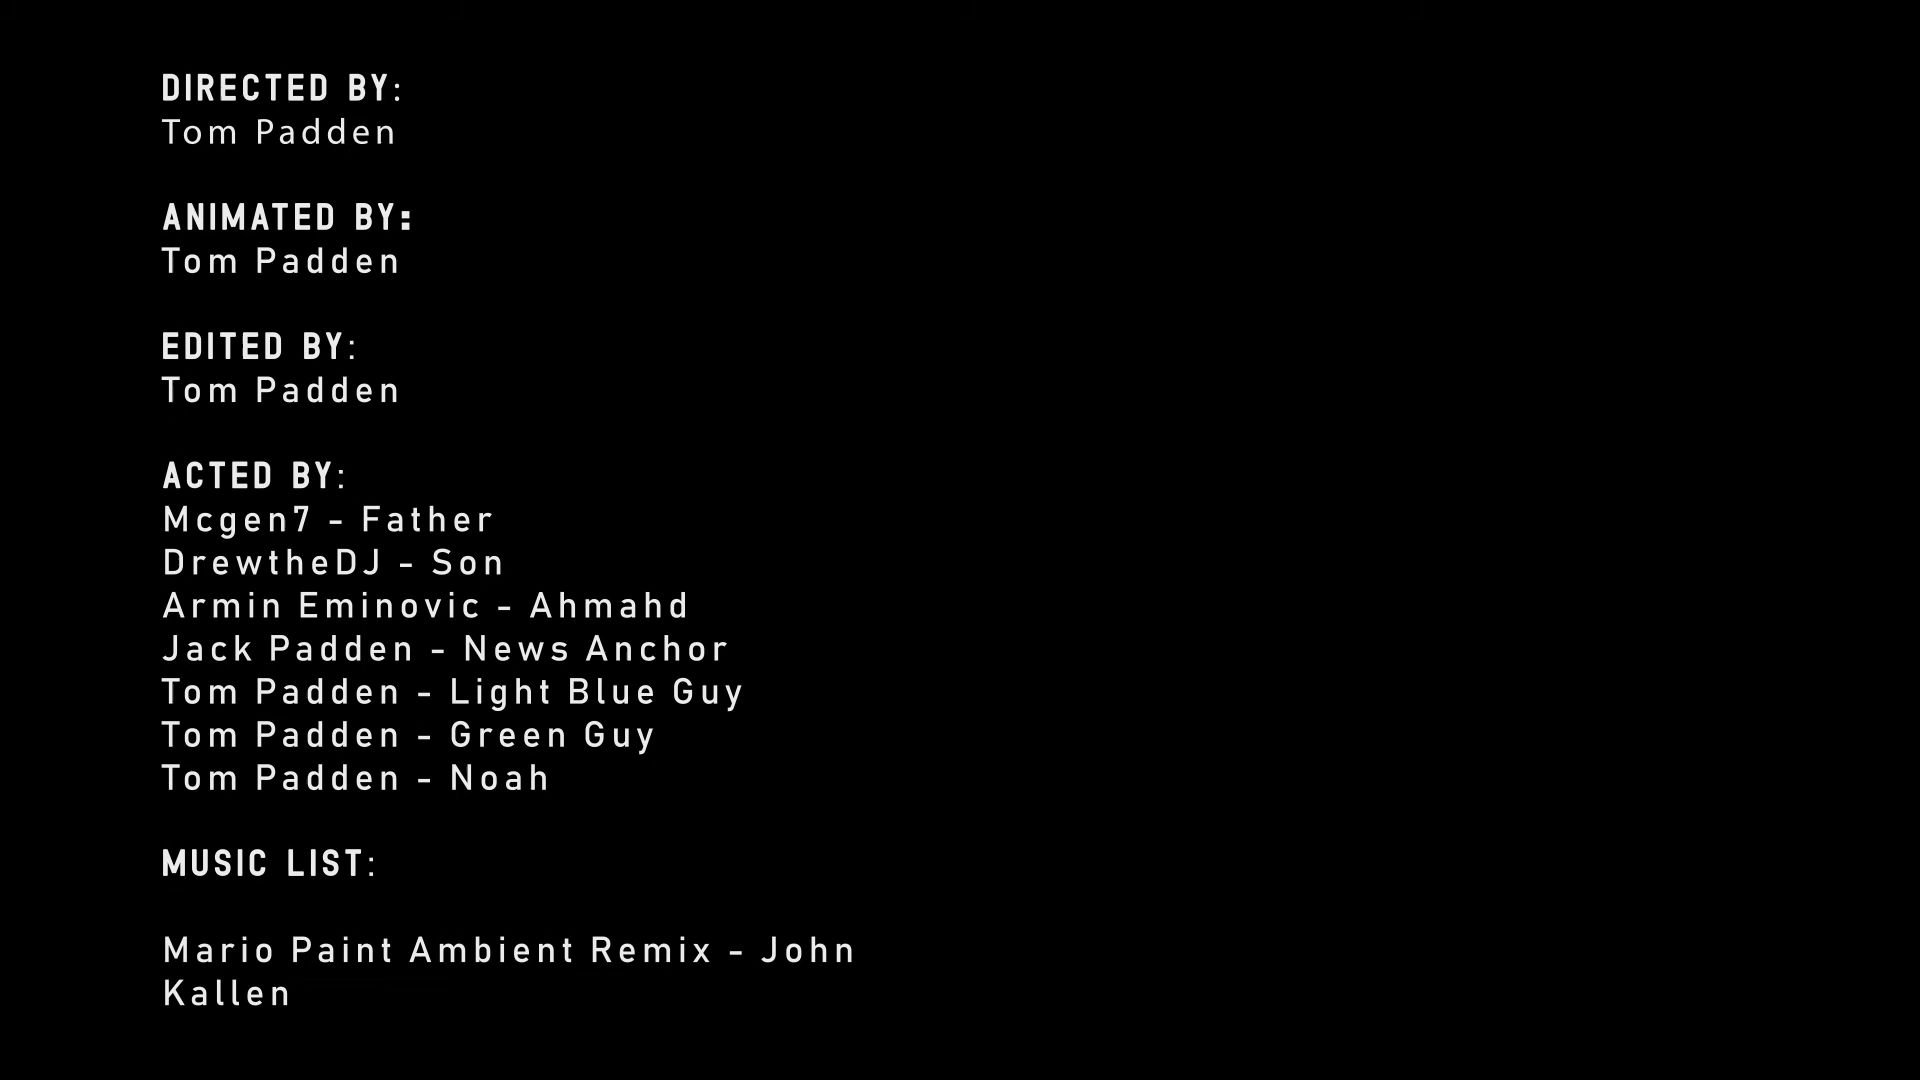 DIRECTED BY:
Tom Padden
ANIMATED BY:
Tom Padden
EDITED BY:
Tom Padden
ACTED BY:
Mcgen7 - Father
DrewtheDJ - Son
Armin Eminovic - Ahmahd
Jack Padden - News Anchor
Tom Padden - Light Blue Guy
Tom Padden - Green Guy
Tom Padden - Noah
MUSIC LIST:
Mario Paint Ambient Remix - John
Kallen